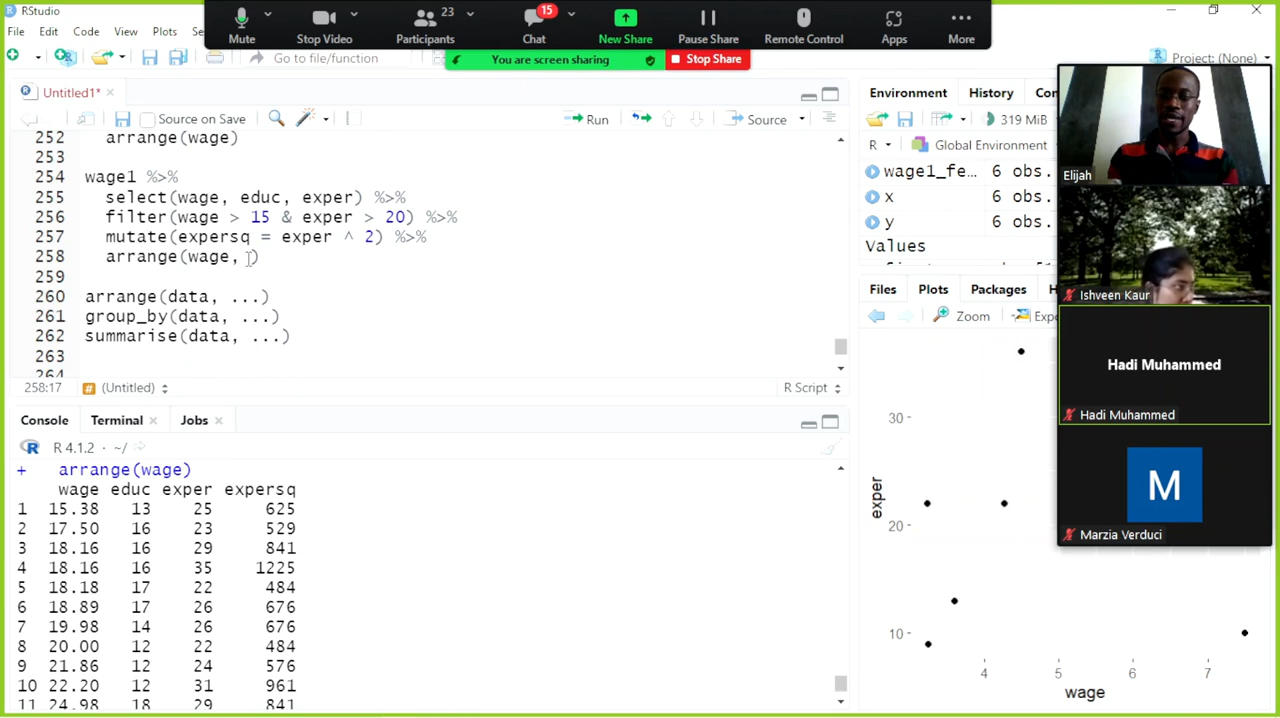 RStudio
Mute
Stop Video
23
Participants
15
Chat
New Share
Pause Share
Remote Control
Apps
More
You are screen sharing
Stop Share
File Edit Code View Plots
Go to file/function
Project: (None)
Untitled1*
Source on Save
Run
Source
252 arrange(wage)
253
254 wage1 %>%
255 select(wage, educ, exper) %>%
256 filter(wage > 15 & exper > 20) %>%
257 mutate(expersq = exper ^ 2) %>%
258 arrange(wage, )
259
260 arrange(data, ...)
261 group_by(data, ...)
262 summarise(data, ...)
263
264
258:17 (Untitled) R Script
Console Terminal Jobs
R 4.1.2 · ~/
+ arrange(wage)
wage educ exper expersq
1 15.38 13 25 625
2 17.50 16 23 529
3 18.16 16 29 841
4 18.16 16 35 1225
5 18.18 17 22 484
6 18.89 17 26 676
7 19.98 14 26 676
8 20.00 12 22 484
9 21.86 12 24 576
10 22.20 12 31 961
11 24.98 18 29 841
Environment History
319 MiB
R Global Environment
wage1_fe… 6 obs.
x 6 obs.
y 6 obs.
Values
Files Plots Packages
Zoom
exper
30
20
10
4 5 6 7
wage
Elijah
Ishveen Kaur
Hadi Muhammed
Hadi Muhammed
M
Marzia Verduci